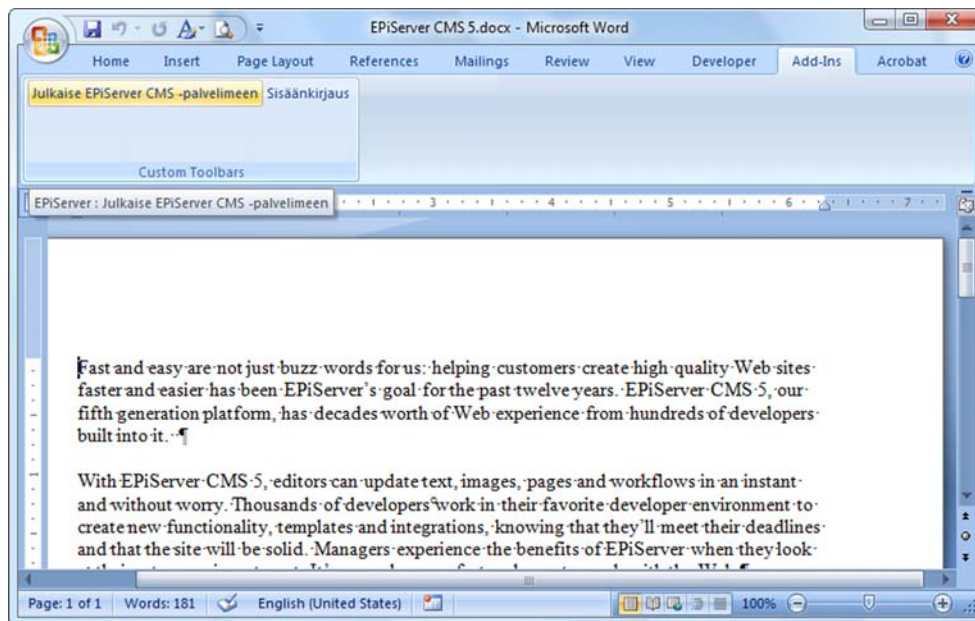 EPiServer CMS 5.docx - Microsoft Word
Home Insert Page Layout References Mailings Review View Developer Add-Ins Acrobat
Julkaise EPiServer CMS -palvelimeen Sisäänkirjaus
Custom Toolbars
EPiServer : Julkaise EPiServer CMS -palvelimeen
3 4 5 6 7
Fast and easy are not just buzz words for us: helping customers create high quality Web sites
faster and easier has been EPiServer's goal for the past twelve years. EPiServer CMS 5, our
fifth generation platform, has decades worth of Web experience from hundreds of developers
built into it. ¶
With EPiServer CMS 5, editors can update text, images, pages and workflows in an instant
and without worry. Thousands of developers work in their favorite developer environment to
create new functionality, templates and integrations, knowing that they'll meet their deadlines
and that the site will be solid. Managers experience the benefits of EPiServer when they look
Page: 1 of 1 Words: 181 English (United States) 100%